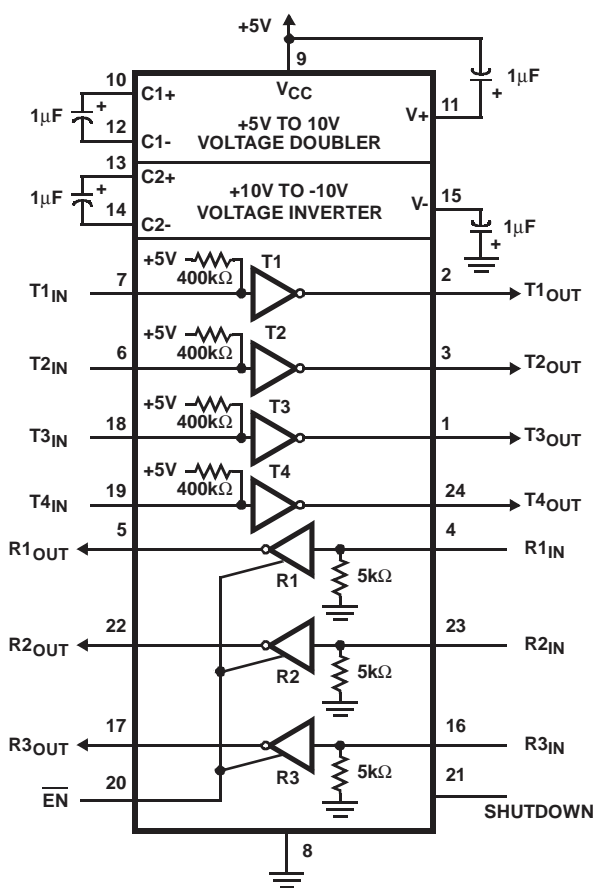 +5V
9
VCC
10
C1+
1μF
+
12
C1-
+5V TO 10V
VOLTAGE DOUBLER
V+
11
1μF
+
13
C2+
1μF
+
14
C2-
+10V TO -10V
VOLTAGE INVERTER
V-
15
1μF
+
+5V
400kΩ
T1
T1IN
7
2
T1OUT
+5V
400kΩ
T2
T2IN
6
3
T2OUT
+5V
400kΩ
T3
T3IN
18
1
T3OUT
+5V
400kΩ
T4
T4IN
19
24
T4OUT
R1OUT
5
R1
5kΩ
4
R1IN
R2OUT
22
R2
5kΩ
23
R2IN
R3OUT
17
R3
5kΩ
16
R3IN
EN
20
21
SHUTDOWN
8